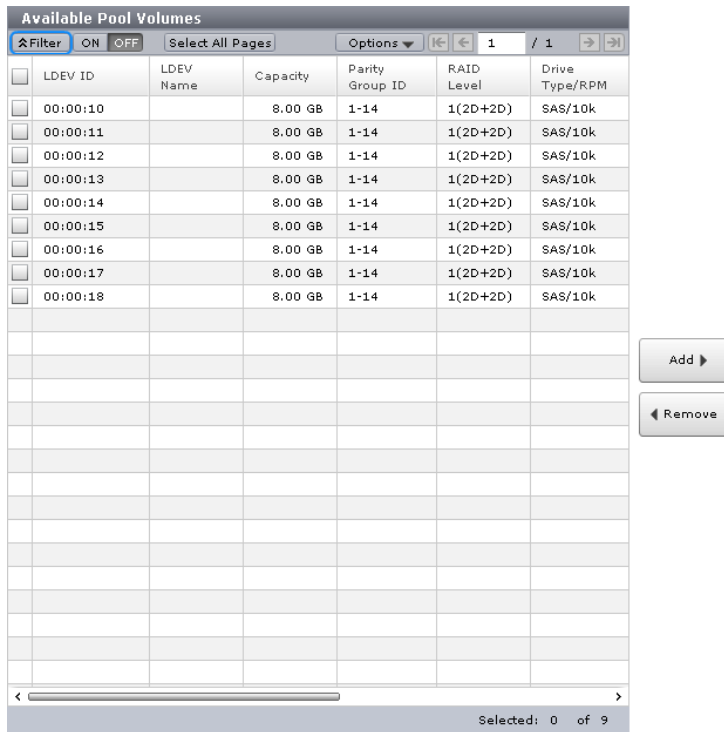 Available Pool Volumes
Filter ON OFF Select All Pages Options 1 / 1
LDEV ID LDEV Name Capacity Parity Group ID RAID Level Drive Type/RPM
00:00:10 8.00 GB 1-14 1(2D+2D) SAS/10k
00:00:11 8.00 GB 1-14 1(2D+2D) SAS/10k
00:00:12 8.00 GB 1-14 1(2D+2D) SAS/10k
00:00:13 8.00 GB 1-14 1(2D+2D) SAS/10k
00:00:14 8.00 GB 1-14 1(2D+2D) SAS/10k
00:00:15 8.00 GB 1-14 1(2D+2D) SAS/10k
00:00:16 8.00 GB 1-14 1(2D+2D) SAS/10k
00:00:17 8.00 GB 1-14 1(2D+2D) SAS/10k
00:00:18 8.00 GB 1-14 1(2D+2D) SAS/10k
Add
Remove
Selected: 0 of 9